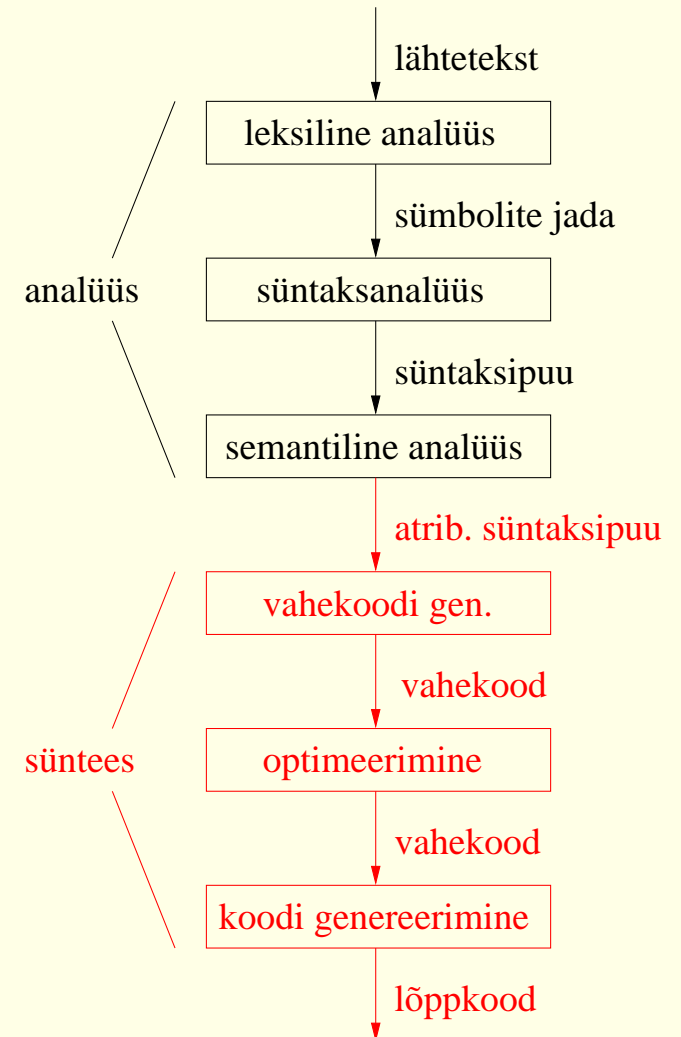 lähtetekst
leksiline analüüs
sümbolite jada
analüüs
süntaksanalüüs
süntaksipuu
semantiline analüüs
atrib. süntaksipuu
vahekoodi gen.
vahekood
süntees
optimeerimine
vahekood
koodi genereerimine
lõppkood